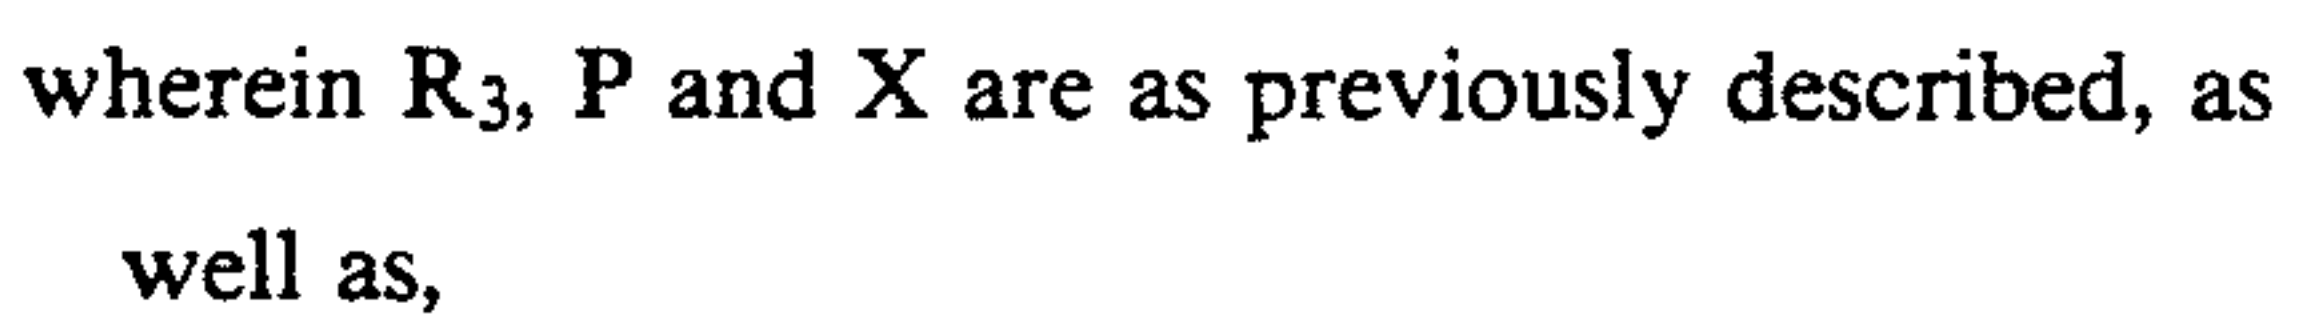 wherein R3, P and X are as previously described, as
well as,